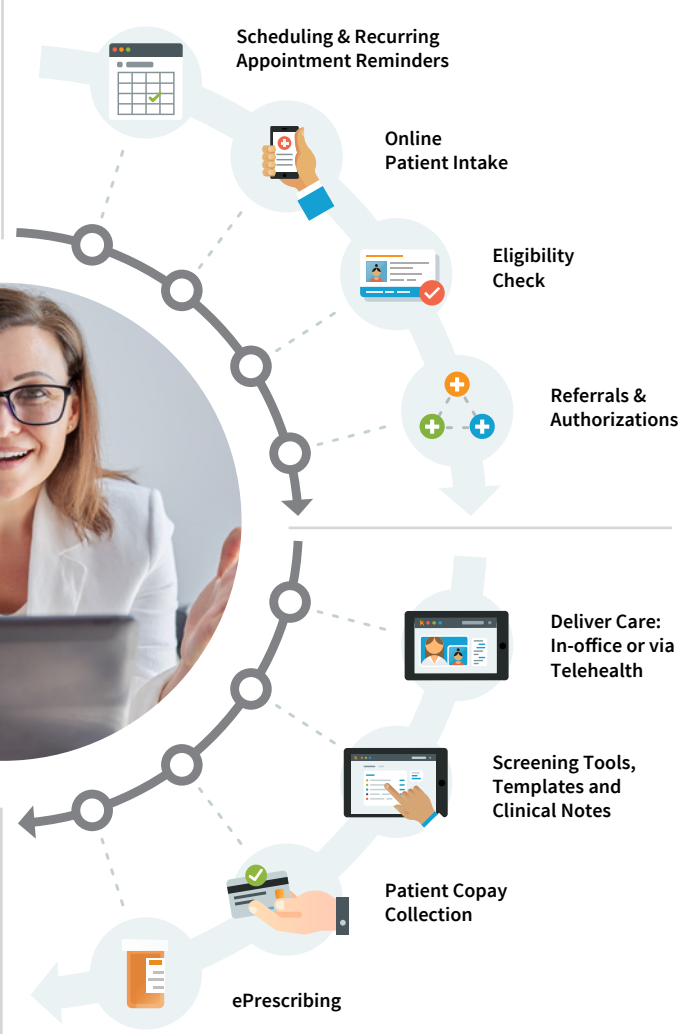 Scheduling & Recurring
Appointment Reminders
Online
Patient Intake
Eligibility
Check
Referrals &
Authorizations
Deliver Care:
In-office or via
Telehealth
Screening Tools,
Templates and
Clinical Notes
Patient Copay
Collection
ePrescribing